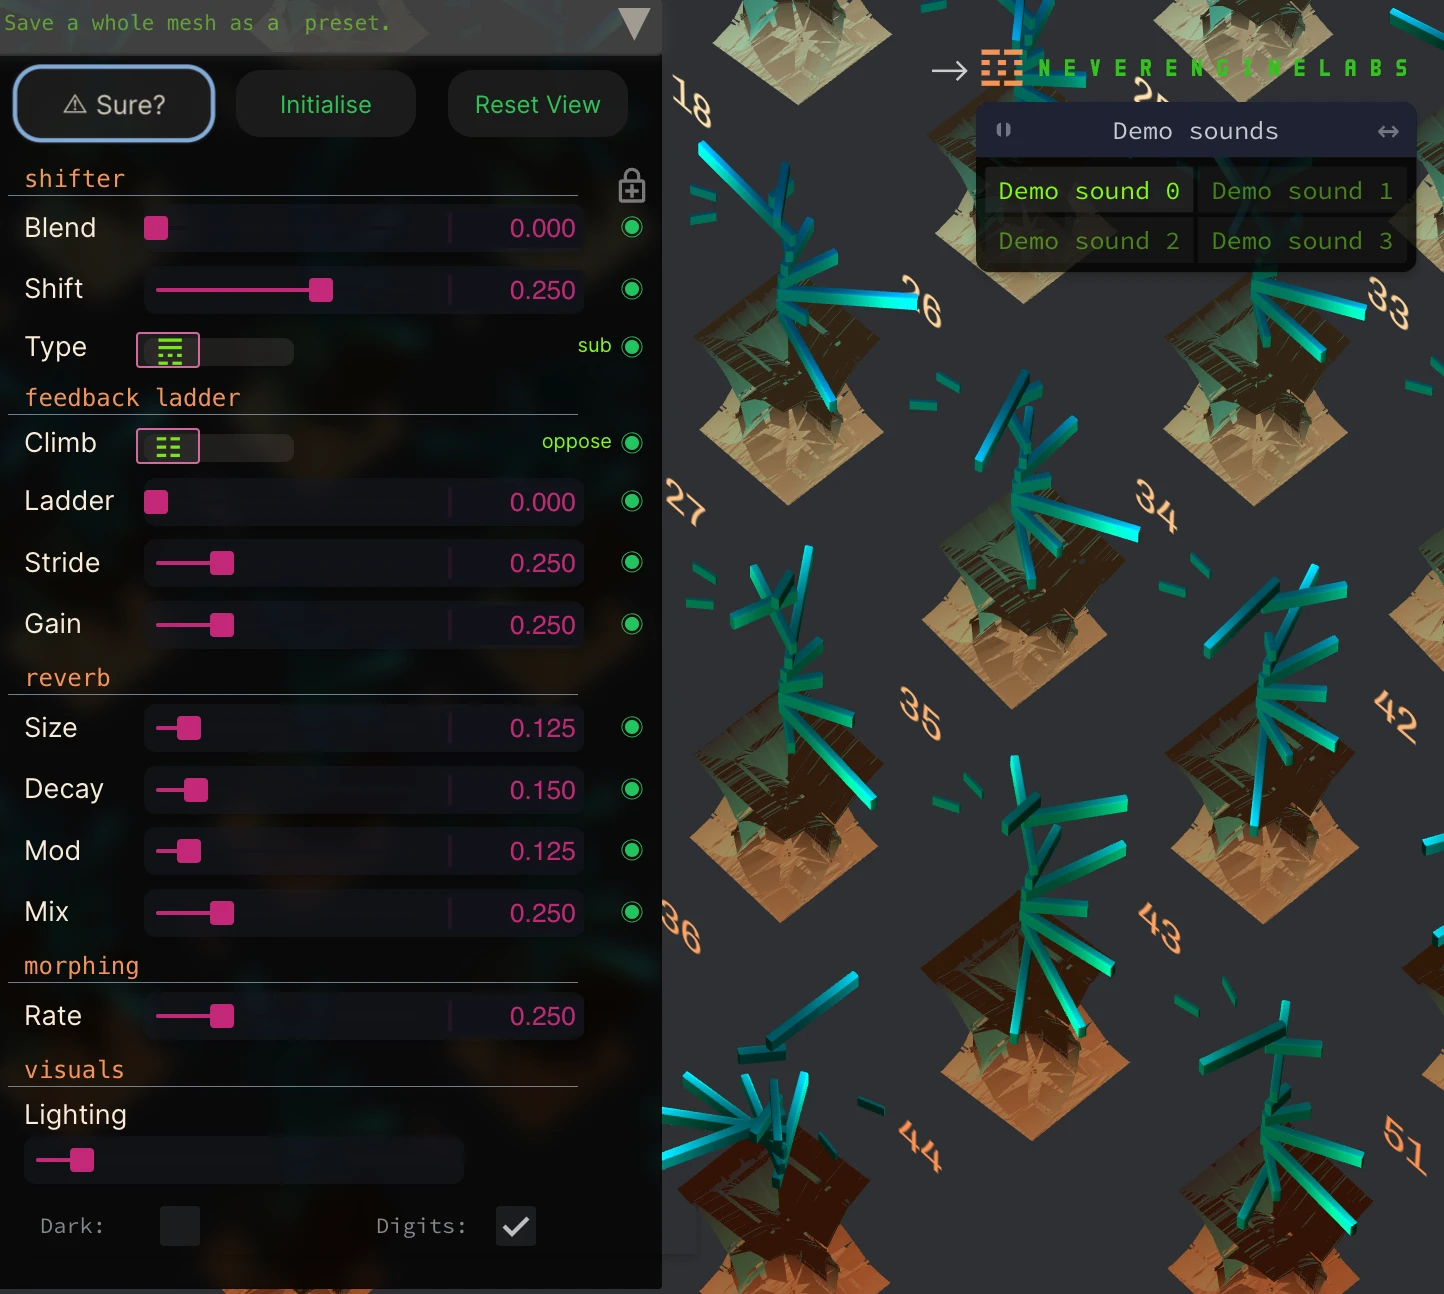 Save a whole mesh as a  preset.
⚠ Sure? Initialise Reset View
shifter
Blend 0.000
Shift 0.250
Type sub
feedback ladder
Climb oppose
Ladder 0.000
Stride 0.250
Gain 0.250
reverb
Size 0.125
Decay 0.150
Mod 0.125
Mix 0.250
morphing
Rate 0.250
visuals
Lighting
Dark: Digits:
→ NEVERENGINELABS
Demo sounds ↔
Demo sound 0 Demo sound 1
Demo sound 2 Demo sound 3
18
26
33
27
34
35
42
36
43
44
51